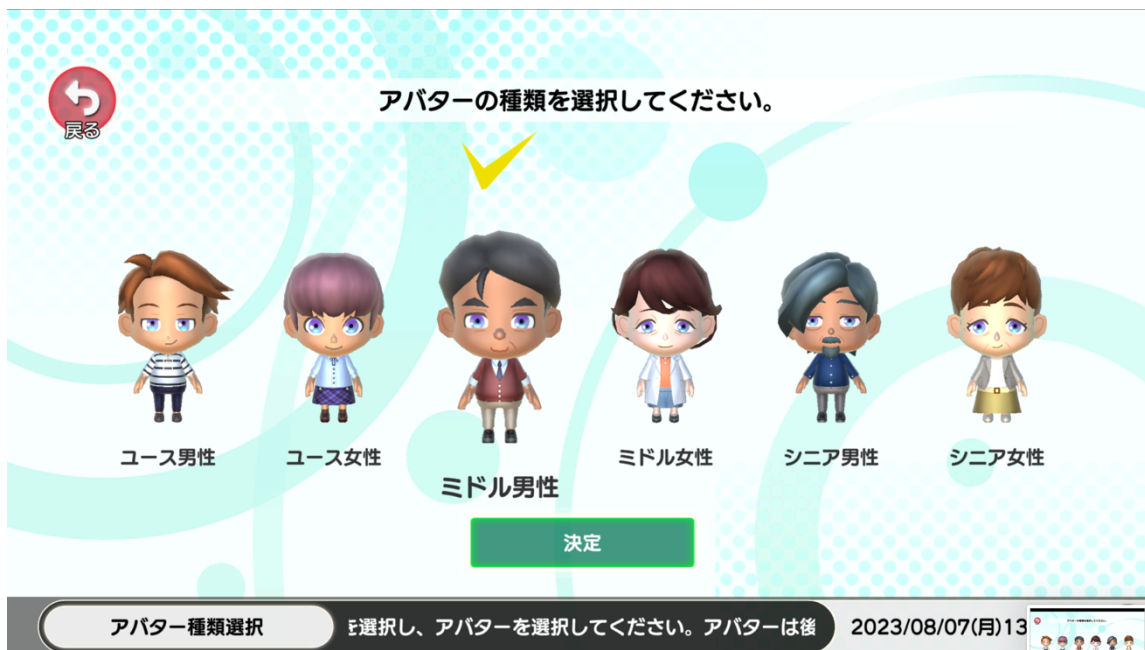 アバターの種類を選択してください。
戻る
ユース男性
ユース女性
ミドル男性
ミドル女性
シニア男性
シニア女性
決定
アバター種類選択
を選択し、アバターを選択してください。アバターは後
2023/08/07(月)13